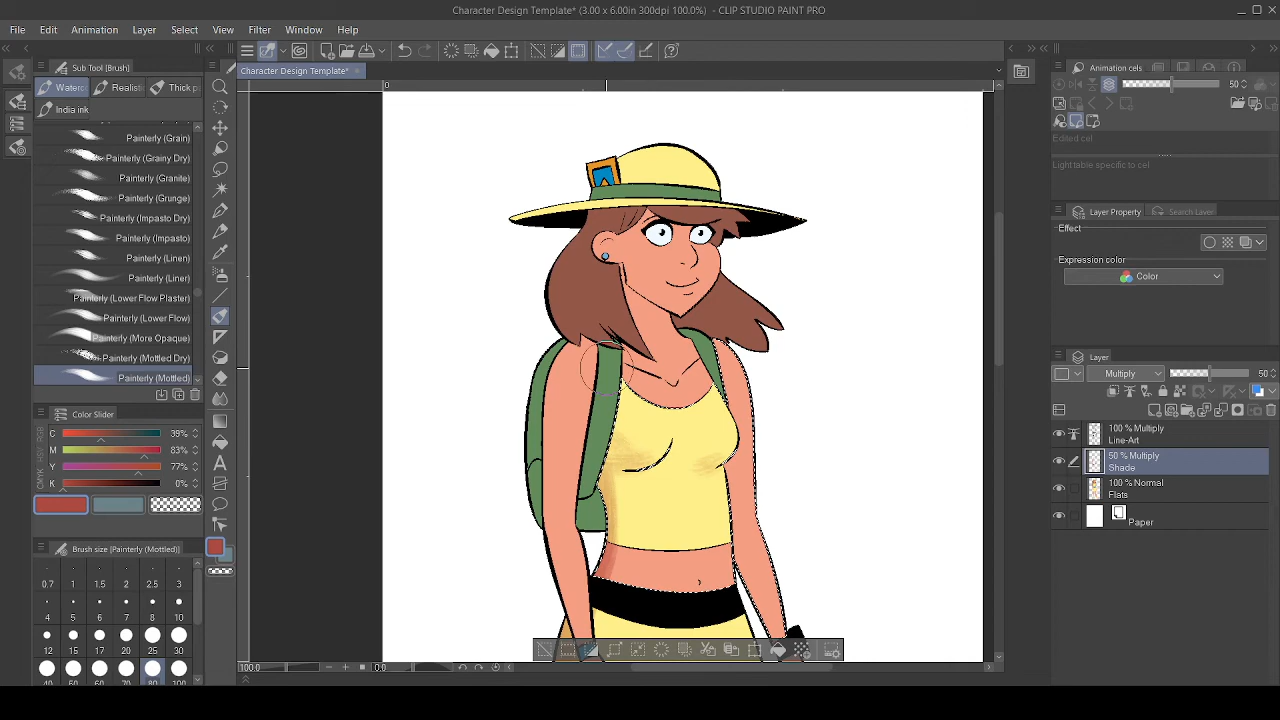 Character Design Template* (3.00 x 6.00in 300dpi 100.0%) - CLIP STUDIO PAINT PRO
File Edit Animation Layer Select View Filter Window Help
Sub Tool [Brush]
Character Design Template*
Waterc Realist Thick p
India ink
Painterly (Grain)
Painterly (Grainy Dry)
Painterly (Granite)
Painterly (Grunge)
Painterly (Impasto Dry)
Painterly (Impasto)
Painterly (Linen)
Painterly (Liner)
Painterly (Lower Flow Plaster)
Painterly (Lower Flow)
Painterly (More Opaque)
Painterly (Mottled Dry)
Painterly (Mottled)
Color Slider
C 39%
M 83%
Y 77%
K 0%
Brush size [Painterly (Mottled)]
0.7 1 1.5 2 2.5 3
4 5 6 7 8 10
12 15 17 20 25 30
40 50 60 70 80 100
0
100.0
0.0
Animation cels
50
Edited cel
Light table specific to cel
Layer Property Search Layer
Effect
Expression color
Color
Layer
Multiply 50
100 % Multiply
Line-Art
50 % Multiply
Shade
100 % Normal
Flats
Paper